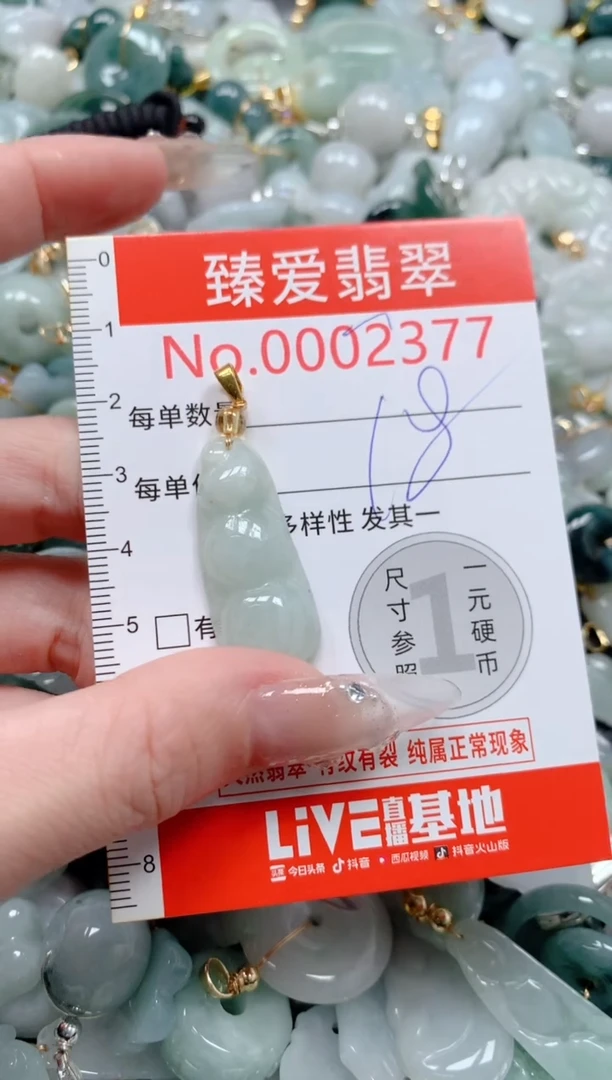 臻爱翡翠
No.0002377
每单数
18
每单
多样性 发其一
尺寸参照
1
一元硬币
有
天然翡翠 有纹有裂 纯属正常现象
LiVE直播基地
头条 今日头条 抖音 西瓜视频 抖音火山版
0
1
2
3
4
5
8